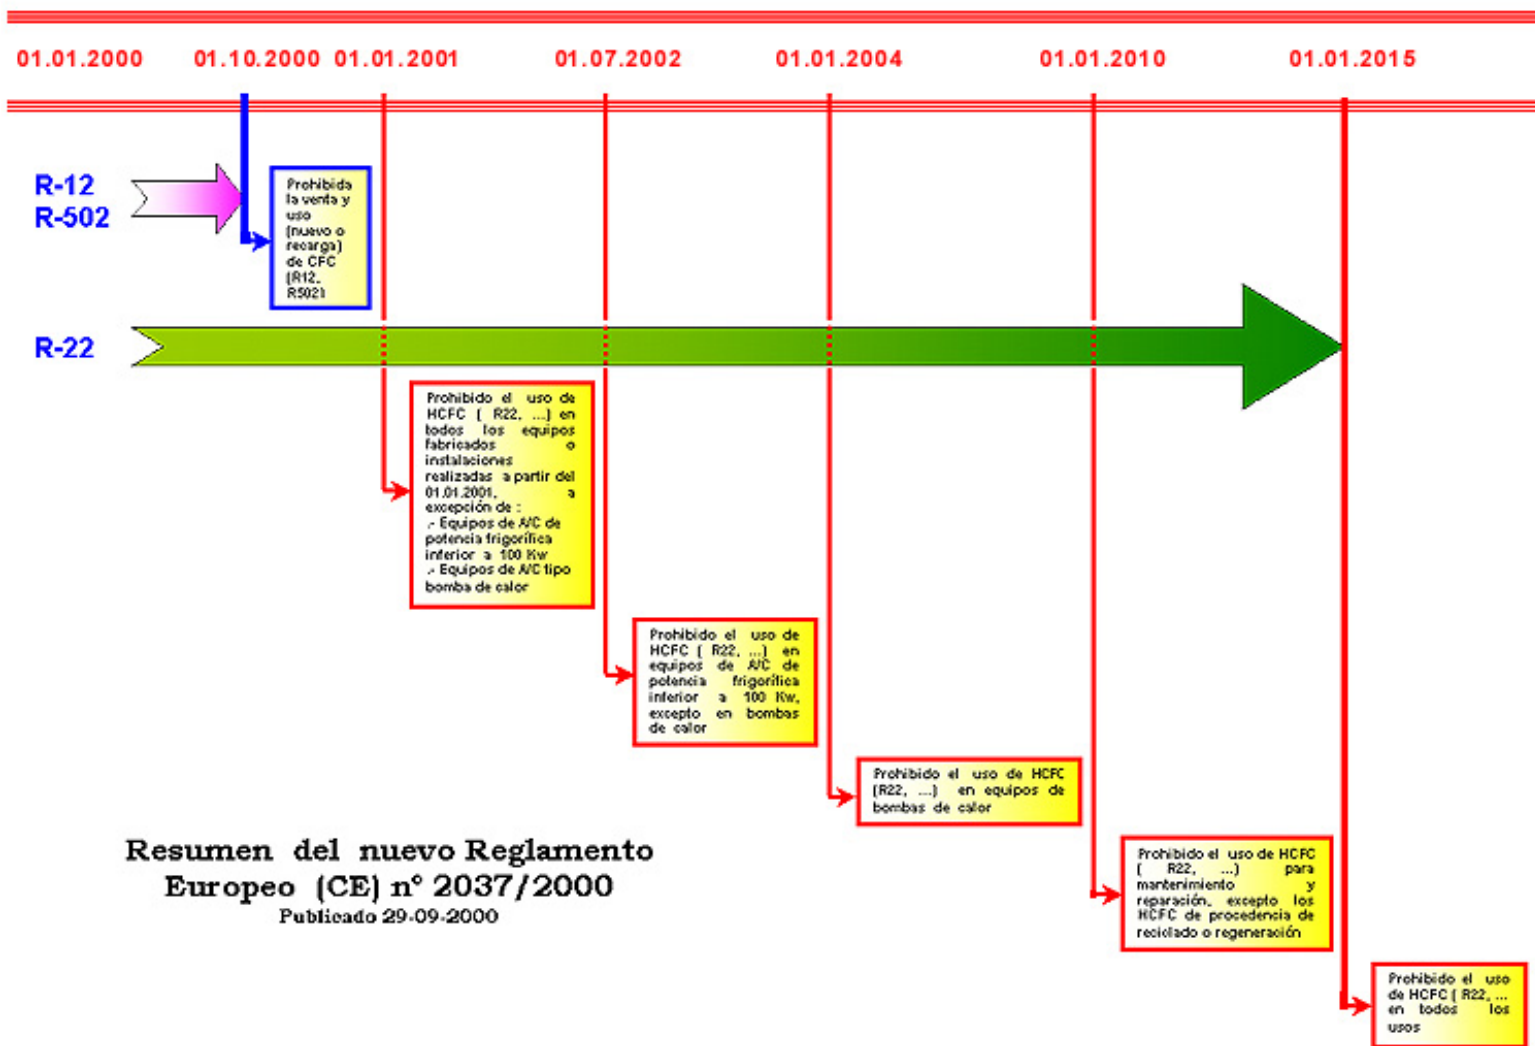 01.01.2000 01.10.2000 01.01.2001 01.07.2002 01.01.2004 01.01.2010 01.01.2015
R-12
R-502
Prohibida
la venta y
uso
(nuevo o
recarga)
de CFC
(R12,
R502)
R-22
Prohibido el uso de
HCFC ( R22, ...) en
todos los equipos
fabricados o
instalaciones
realizadas a partir del
01.01.2001, a
excepción de :
.- Equipos de A/C de
potencia frigorífica
inferior a 100 Kw
.- Equipos de A/C tipo
bomba de calor
Prohibido el uso de
HCFC ( R22, ...) en
equipos de A/C de
potencia frigorífica
inferior a 100 Kw,
excepto en bombas
de calor
Prohibido el uso de HCFC
(R22, ...) en equipos de
bombas de calor
Prohibido el uso de HCFC
( R22, ...) para
mantenimiento y
reparación, excepto los
HCFC de procedencia de
reciclado o regeneración
Prohibido el uso
de HCFC ( R22, ...
en todos los
usos
Resumen del nuevo Reglamento
Europeo (CE) nº 2037/2000
Publicado 29-09-2000